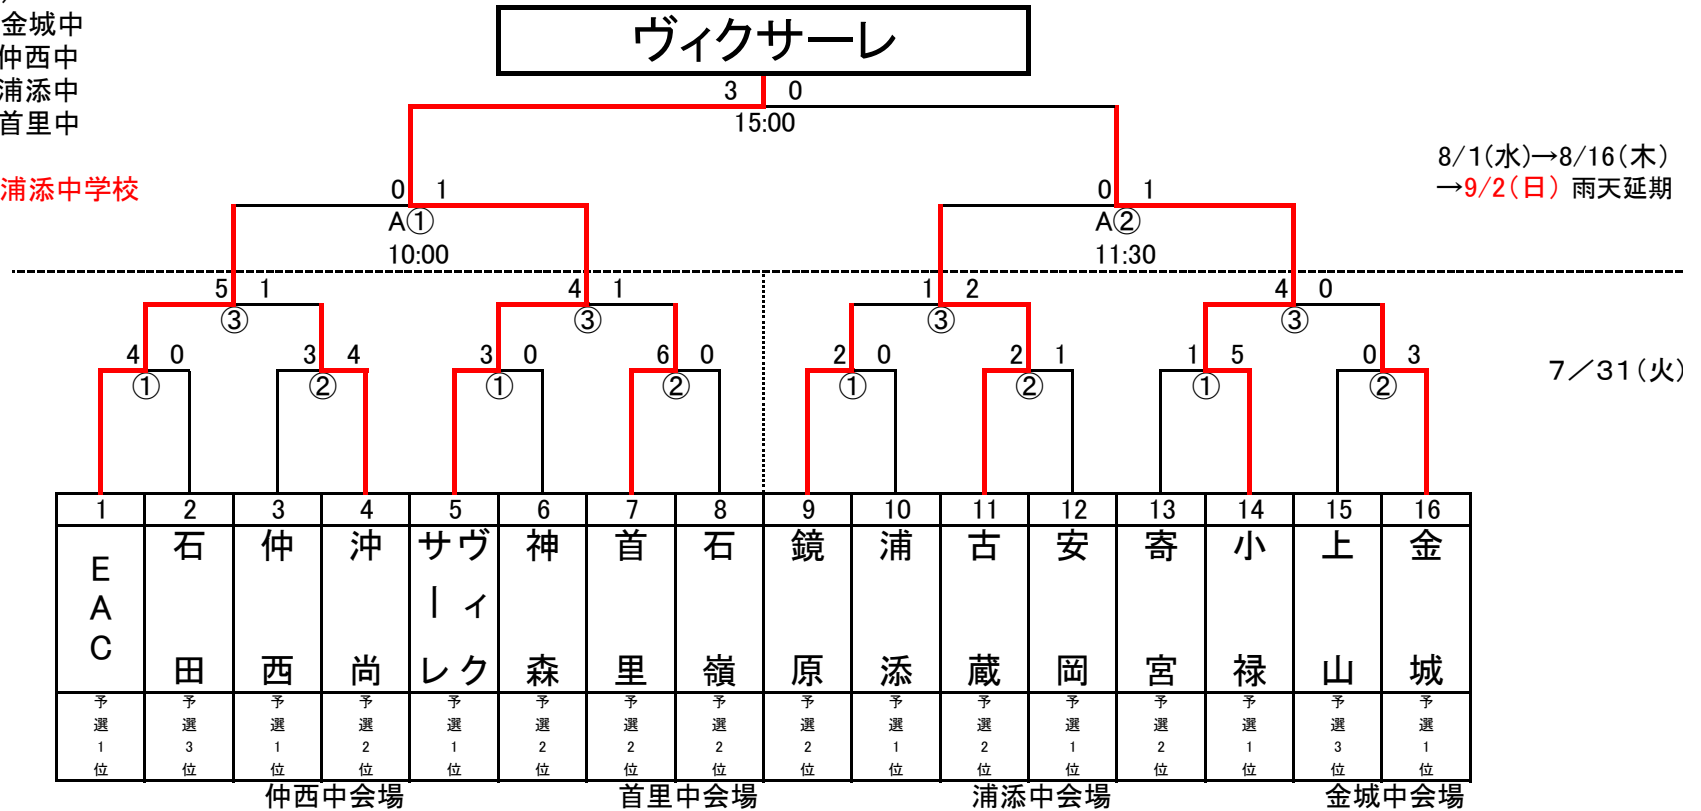 金城中
ヴィクサーレ
仲西中
浦添中
3 0
首里中
15:00
8/1(水)→8/16(木)
浦添中学校
0 1
0 1
→9/2(日) 雨天延期
A①
A②
10:00
11:30
5 1
4 1
1 2
4 0
③
③
③
③
4 0
3 4
3 0
6 0
2 0
2 1
1 5
0 3
①
②
①
②
①
②
①
②
7/31(火)
1 2 3 4 5 6 7 8 9 10 11 12 13 14 15 16
EAC
石田
仲西
沖尚
ヴィクサーレ
神森
首里
石嶺
鏡原
浦添
古蔵
安岡
寄宮
小禄
上山
金城
予選1位
予選3位
予選1位
予選2位
予選1位
予選2位
予選2位
予選2位
予選2位
予選1位
予選2位
予選1位
予選2位
予選1位
予選3位
予選1位
仲西中会場
首里中会場
浦添中会場
金城中会場